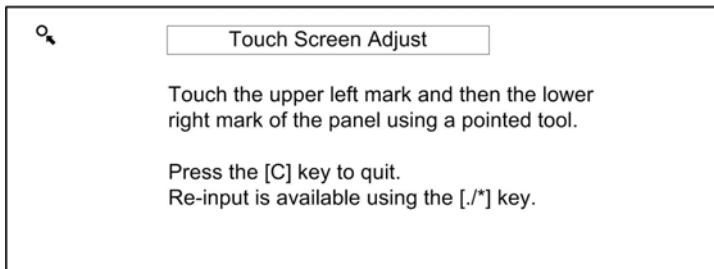 Touch Screen Adjust
Touch the upper left mark and then the lower
right mark of the panel using a pointed tool.
Press the [C] key to quit.
Re-input is available using the [./*] key.